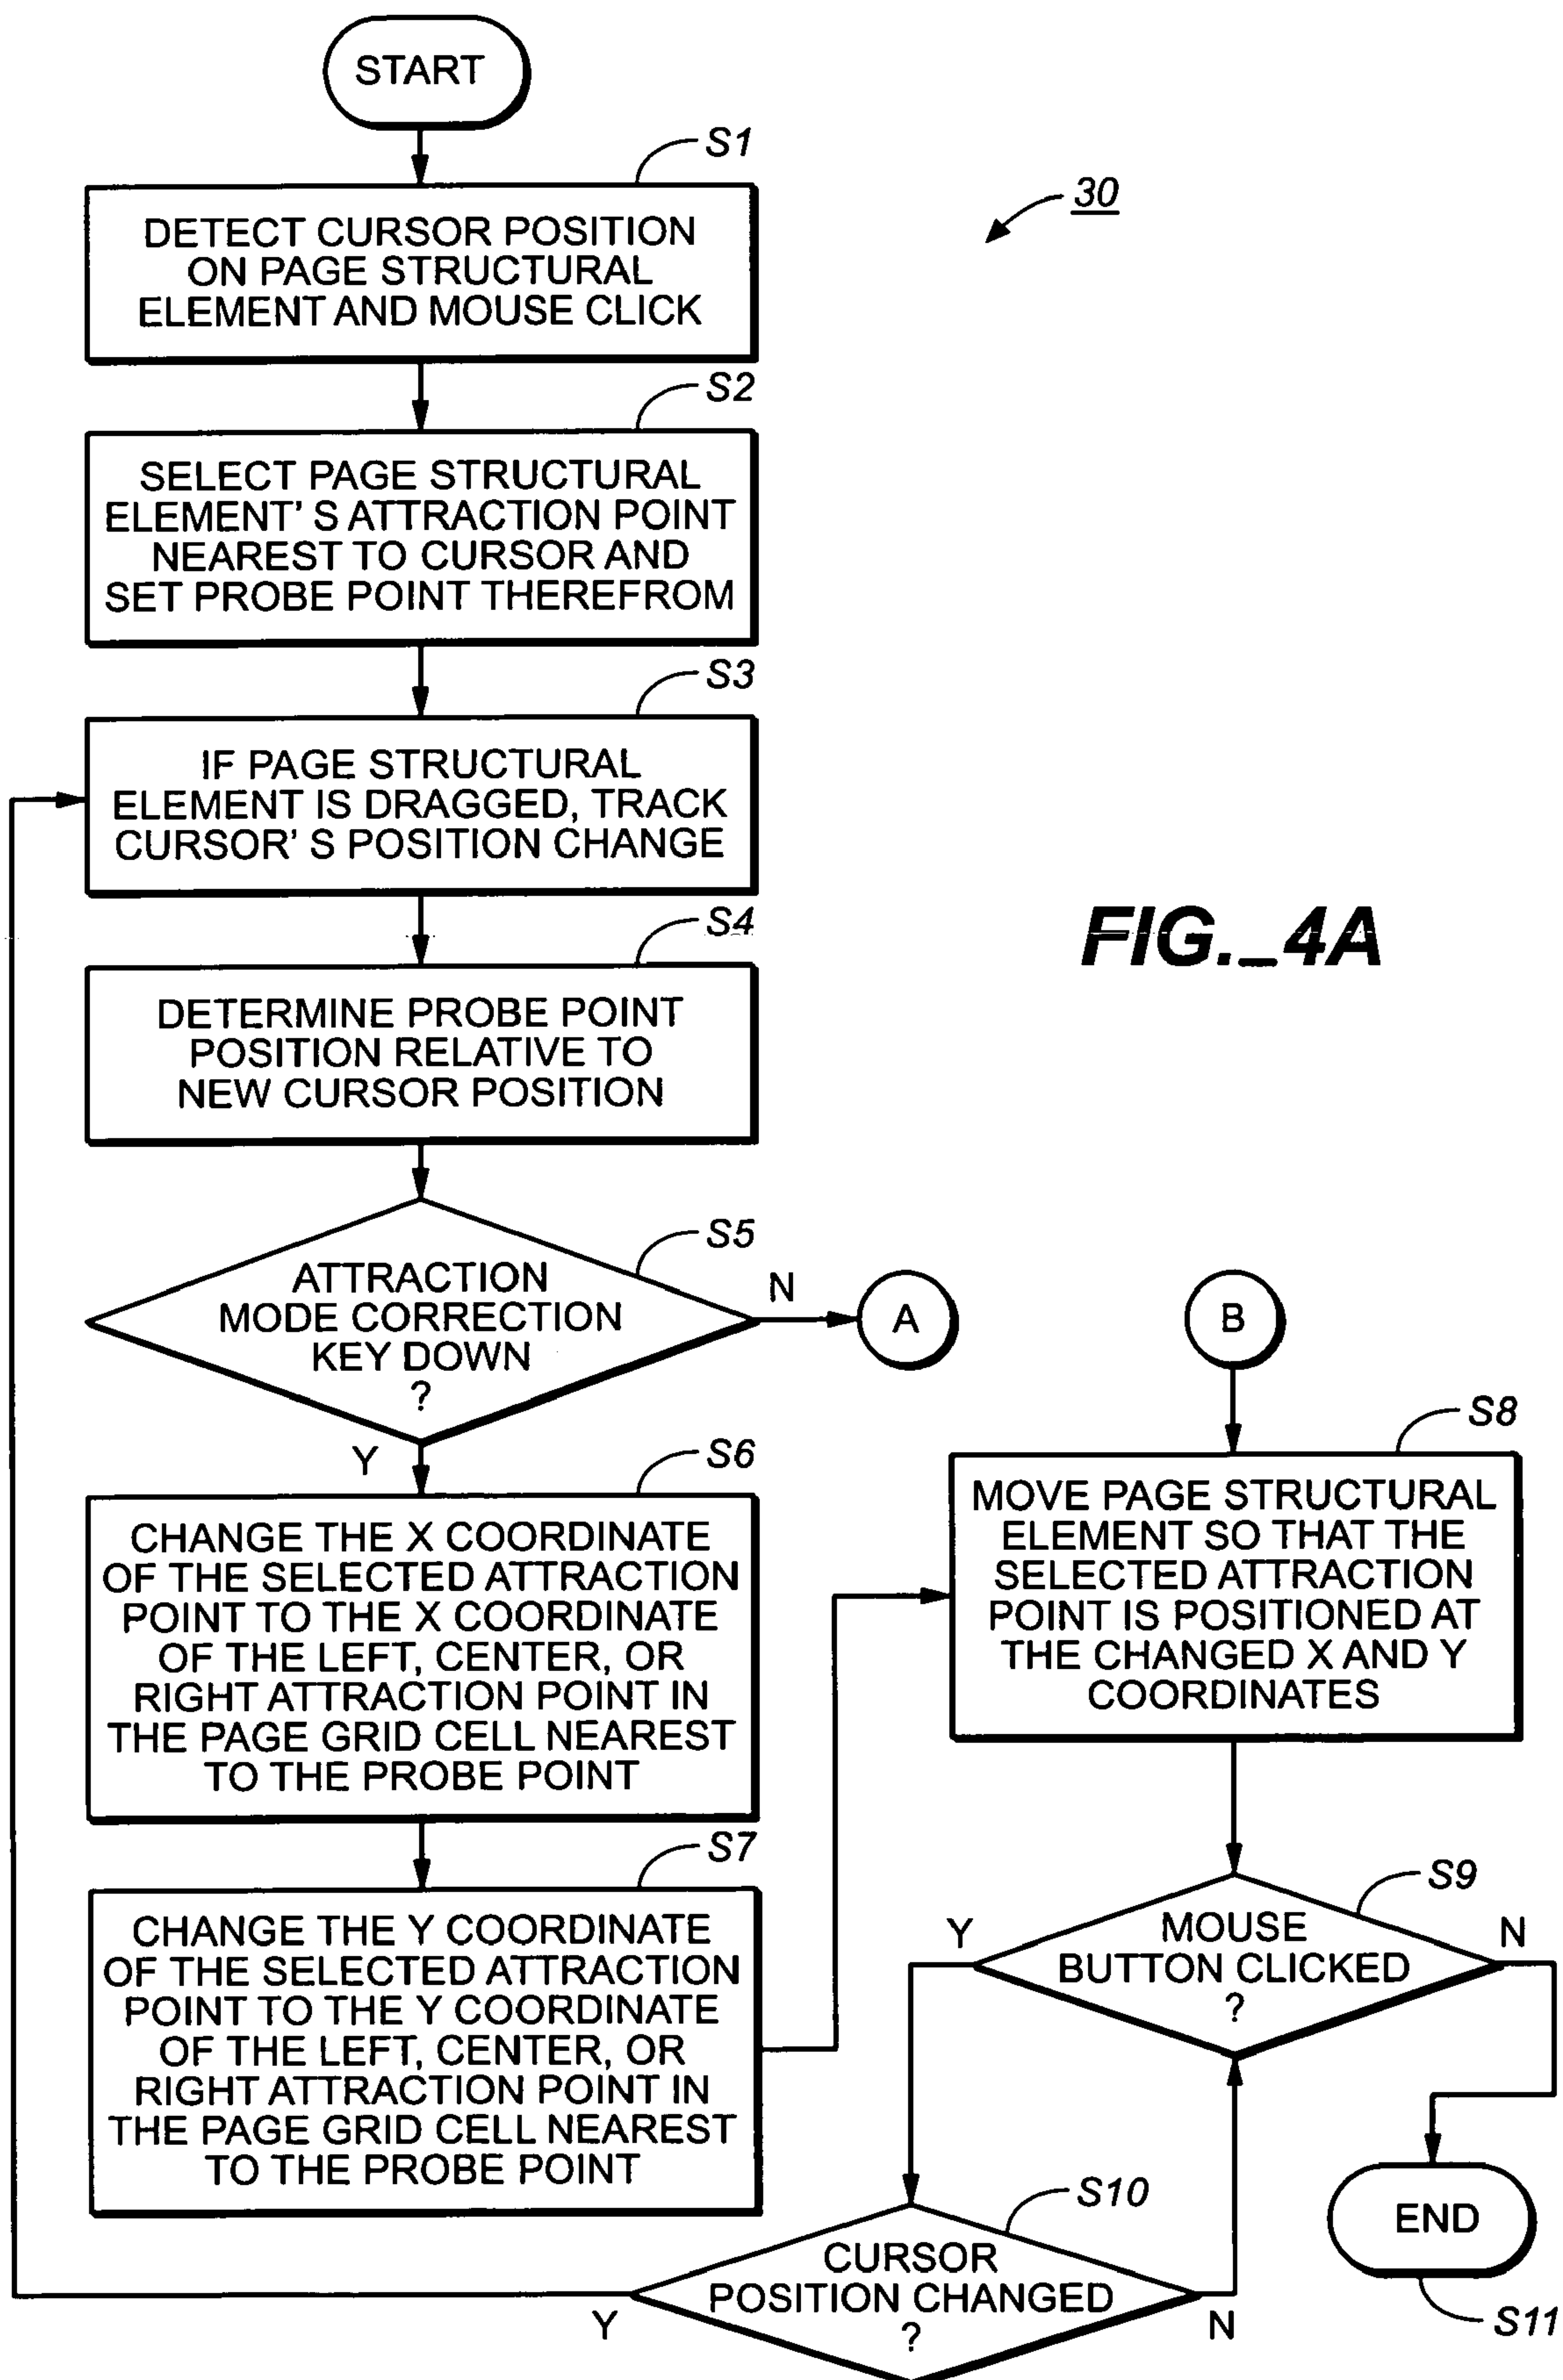 START
S1
30
DETECT CURSOR POSITION
ON PAGE STRUCTURAL
ELEMENT AND MOUSE CLICK
S2
SELECT PAGE STRUCTURAL
ELEMENT'S ATTRACTION POINT
NEAREST TO CURSOR AND
SET PROBE POINT THEREFROM
S3
IF PAGE STRUCTURAL
ELEMENT IS DRAGGED, TRACK
CURSOR'S POSITION CHANGE
FIG._4A
S4
DETERMINE PROBE POINT
POSITION RELATIVE TO
NEW CURSOR POSITION
S5
ATTRACTION
MODE CORRECTION
KEY DOWN
?
N
A
B
Y
S6
CHANGE THE X COORDINATE
OF THE SELECTED ATTRACTION
POINT TO THE X COORDINATE
OF THE LEFT, CENTER, OR
RIGHT ATTRACTION POINT IN
THE PAGE GRID CELL NEAREST
TO THE PROBE POINT
S7
CHANGE THE Y COORDINATE
OF THE SELECTED ATTRACTION
POINT TO THE Y COORDINATE
OF THE LEFT, CENTER, OR
RIGHT ATTRACTION POINT IN
THE PAGE GRID CELL NEAREST
TO THE PROBE POINT
S8
MOVE PAGE STRUCTURAL
ELEMENT SO THAT THE
SELECTED ATTRACTION
POINT IS POSITIONED AT
THE CHANGED X AND Y
COORDINATES
S9
Y
MOUSE
BUTTON CLICKED
?
N
S10
CURSOR
POSITION CHANGED
?
Y
N
END
S11